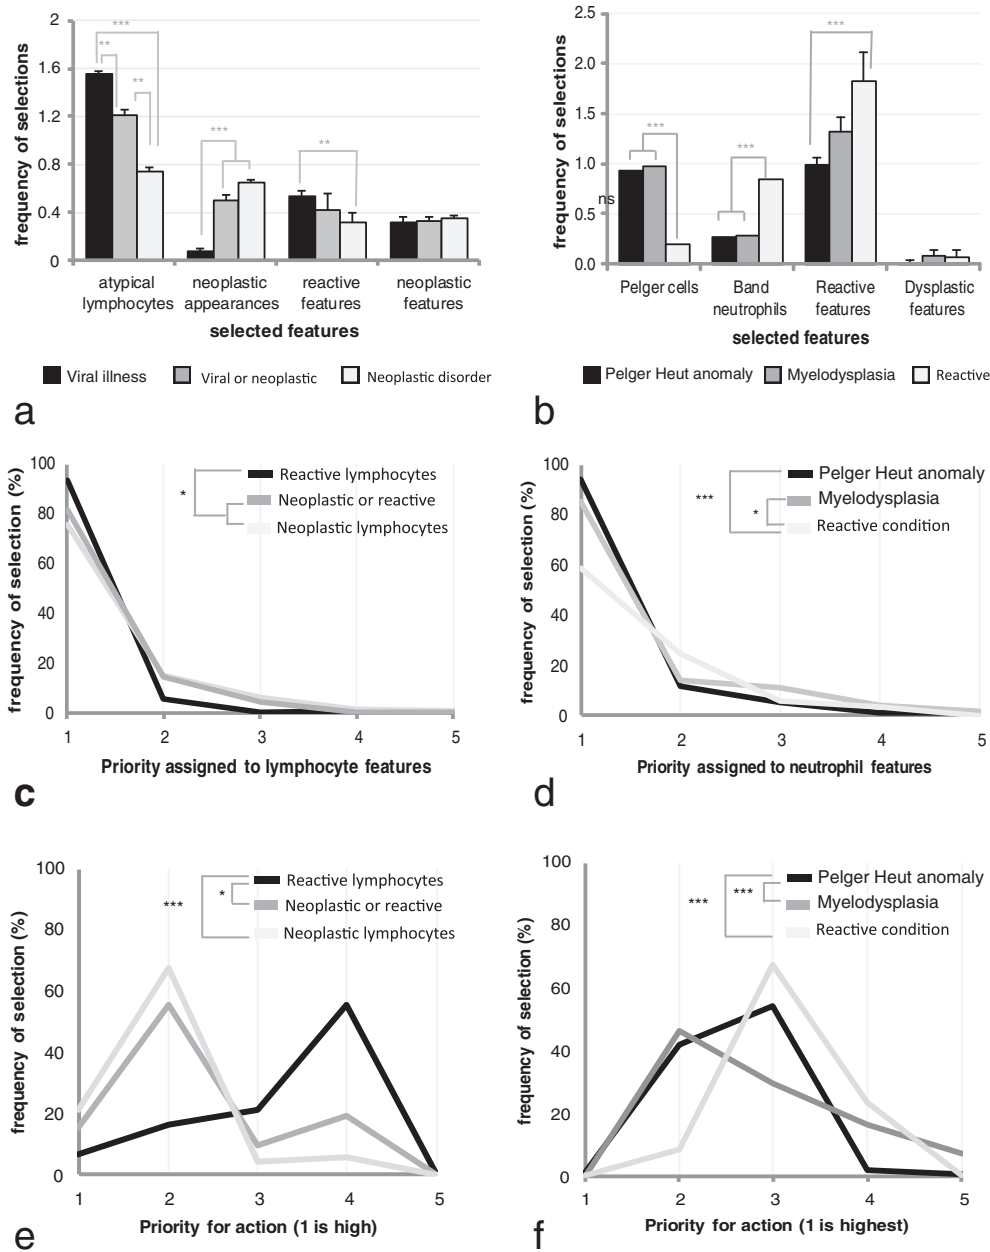 frequency of selections
2
1.6
1.2
0.8
0.4
0
***
**
**
***
**
atypical lymphocytes
neoplastic appearances
reactive features
neoplastic features
selected features
Viral illness
Viral or neoplastic
Neoplastic disorder
a
frequency of selections
2.5
2.0
1.5
1.0
0.5
0.0
ns
***
***
***
Pelger cells
Band neutrophils
Reactive features
Dysplastic features
selected features
Pelger Heut anomaly
Myelodysplasia
Reactive
b
frequency of selection (%)
100
80
60
40
20
0
*
Reactive lymphocytes
Neoplastic or reactive
Neoplastic lymphocytes
1 2 3 4 5
Priority assigned to lymphocyte features
c
frequency of selection (%)
100
80
60
40
20
0
***
*
Pelger Heut anomaly
Myelodysplasia
Reactive condition
1 2 3 4 5
Priority assigned to neutrophil features
d
frequency of selection (%)
100
80
60
40
20
0
***
*
Reactive lymphocytes
Neoplastic or reactive
Neoplastic lymphocytes
1 2 3 4 5
Priority for action (1 is high)
e
frequency of selection (%)
100
80
60
40
20
0
***
***
Pelger Heut anomaly
Myelodysplasia
Reactive condition
1 2 3 4 5
Priority for action (1 is highest)
f